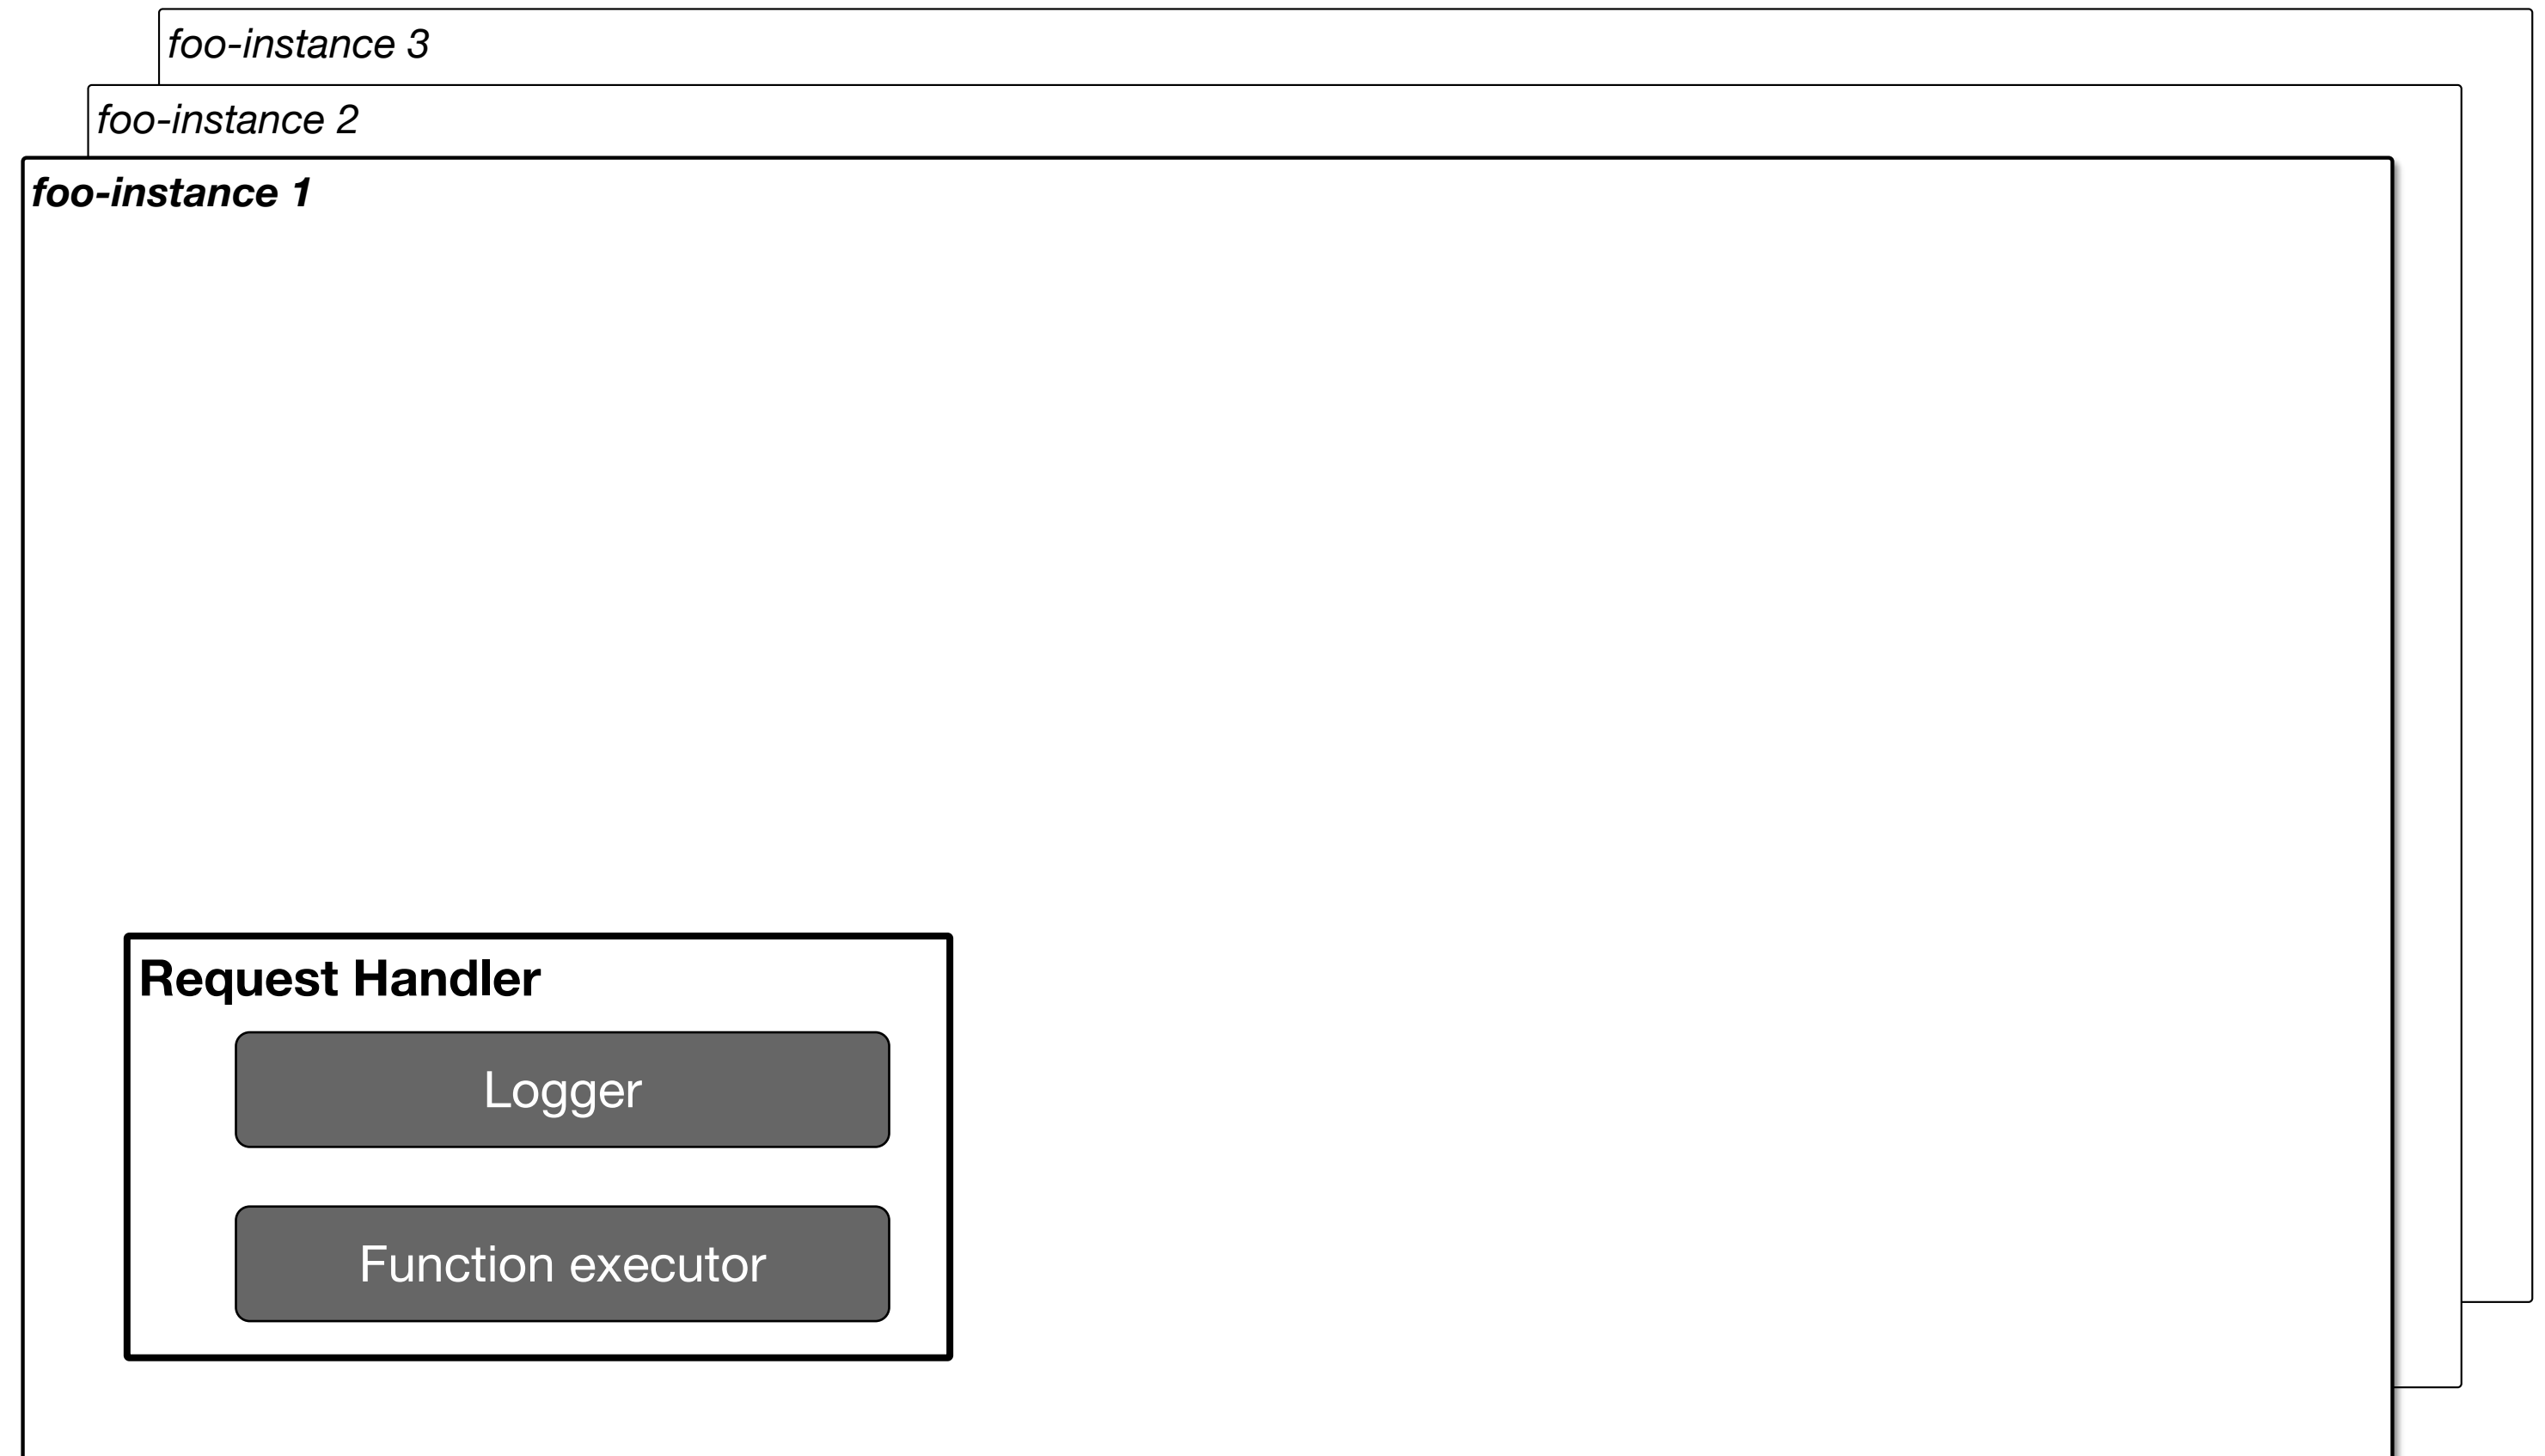 foo-instance 3
foo-instance 2
foo-instance 1
Request Handler
Logger
Function executor